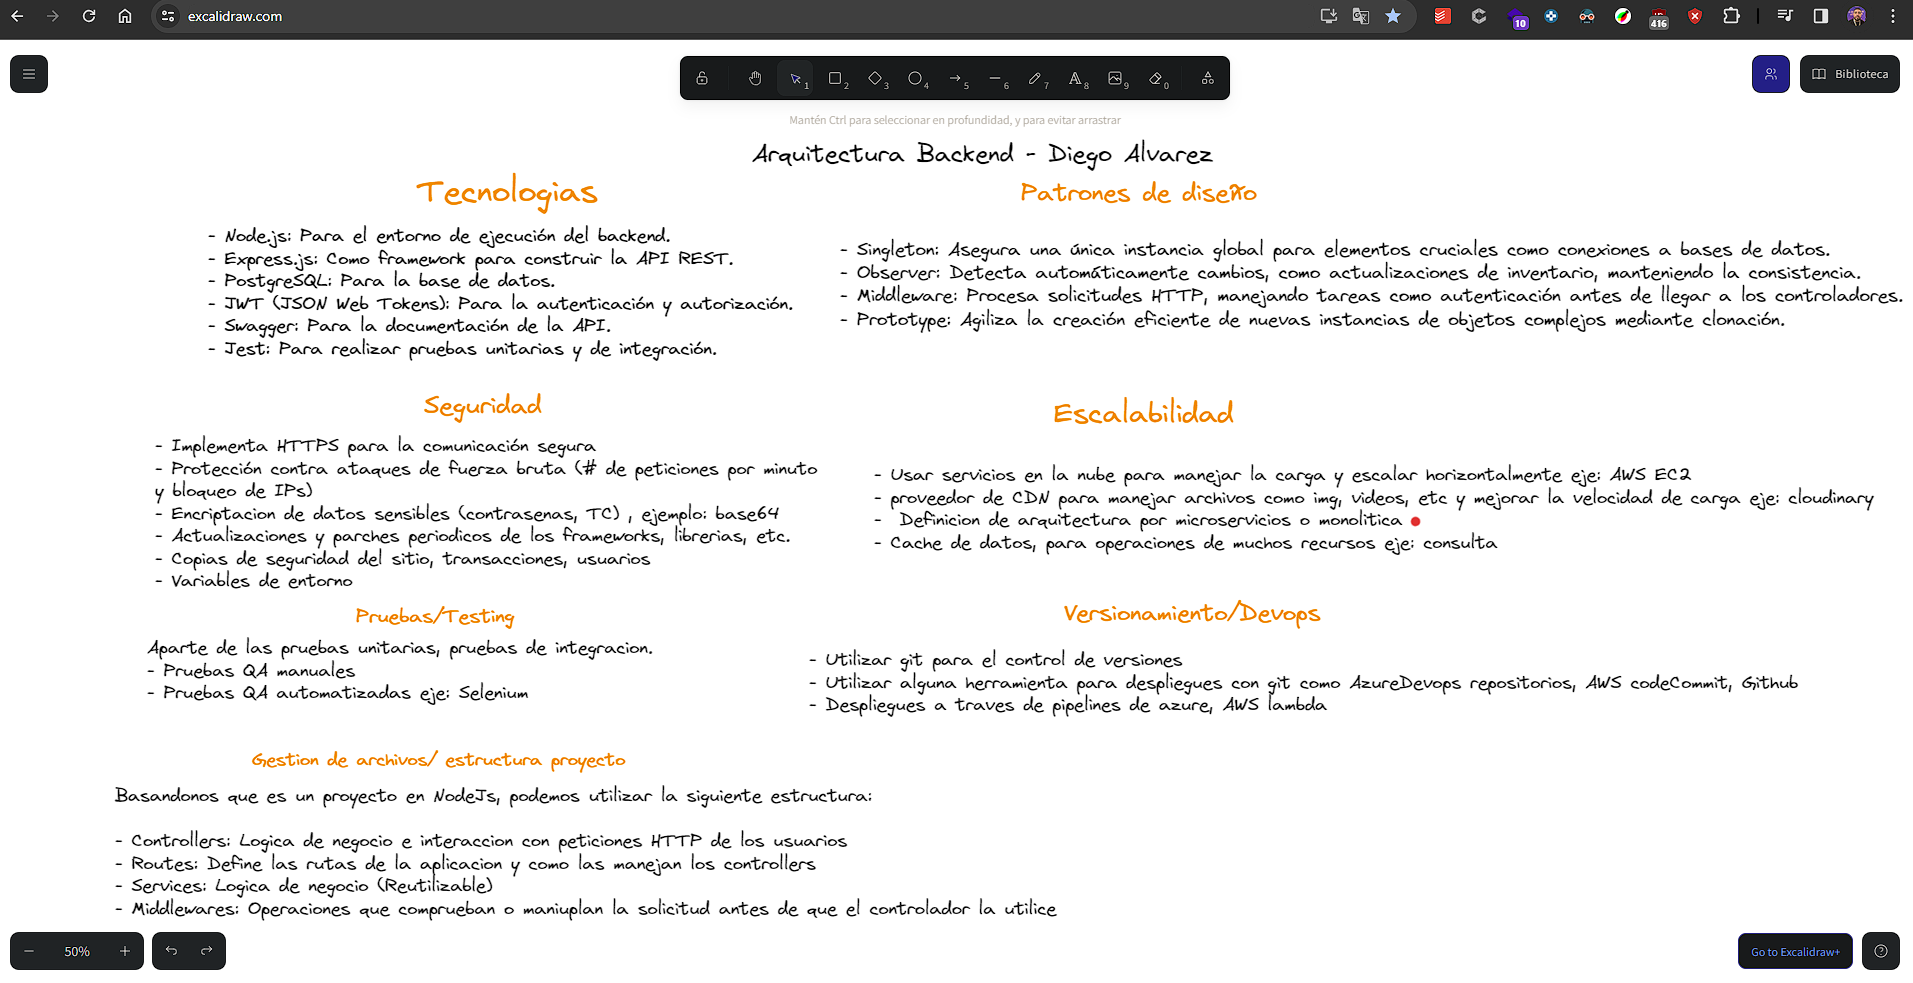 excalidraw.com
10
416
1
2
3
4
5
6
7
8
9
0
Biblioteca
Mantén Ctrl para seleccionar en profundidad, y para evitar arrastrar
Arquitectura Backend - Diego Alvarez
Tecnologias
- Node.js: Para el entorno de ejecución del backend.
- Express.js: Como framework para construir la API REST.
- PostgreSQL: Para la base de datos.
- JWT (JSON Web Tokens): Para la autenticación y autorización.
- Swagger: Para la documentación de la API.
- Jest: Para realizar pruebas unitarias y de integración.
Patrones de diseño
- Singleton: Asegura una única instancia global para elementos cruciales como conexiones a bases de datos.
- Observer: Detecta automáticamente cambios, como actualizaciones de inventario, manteniendo la consistencia.
- Middleware: Procesa solicitudes HTTP, manejando tareas como autenticación antes de llegar a los controladores.
- Prototype: Agiliza la creación eficiente de nuevas instancias de objetos complejos mediante clonación.
Seguridad
- Implementa HTTPS para la comunicación segura
- Protección contra ataques de fuerza bruta (# de peticiones por minuto
y bloqueo de IPs)
- Encriptacion de datos sensibles (contrasenas, TC) , ejemplo: base64
- Actualizaciones y parches periodicos de los frameworks, librerias, etc.
- Copias de seguridad del sitio, transacciones, usuarios
- Variables de entorno
Escalabilidad
- Usar servicios en la nube para manejar la carga y escalar horizontalmente eje: AWS EC2
- proveedor de CDN para manejar archivos como img, videos, etc y mejorar la velocidad de carga eje: cloudinary
- Definicion de arquitectura por microservicios o monolitica
- Cache de datos, para operaciones de muchos recursos eje: consulta
Pruebas/Testing
Aparte de las pruebas unitarias, pruebas de integracion.
- Pruebas QA manuales
- Pruebas QA automatizadas eje: Selenium
Versionamiento/Devops
- Utilizar git para el control de versiones
- Utilizar alguna herramienta para despliegues con git como AzureDevops repositorios, AWS codeCommit, Github
- Despliegues a traves de pipelines de azure, AWS lambda
Gestion de archivos/ estructura proyecto
Basandonos que es un proyecto en NodeJs, podemos utilizar la siguiente estructura:
- Controllers: Logica de negocio e interaccion con peticiones HTTP de los usuarios
- Routes: Define las rutas de la aplicacion y como las manejan los controllers
- Services: Logica de negocio (Reutilizable)
- Middlewares: Operaciones que comprueban o maniuplan la solicitud antes de que el controlador la utilice
50%
Go to Excalidraw+